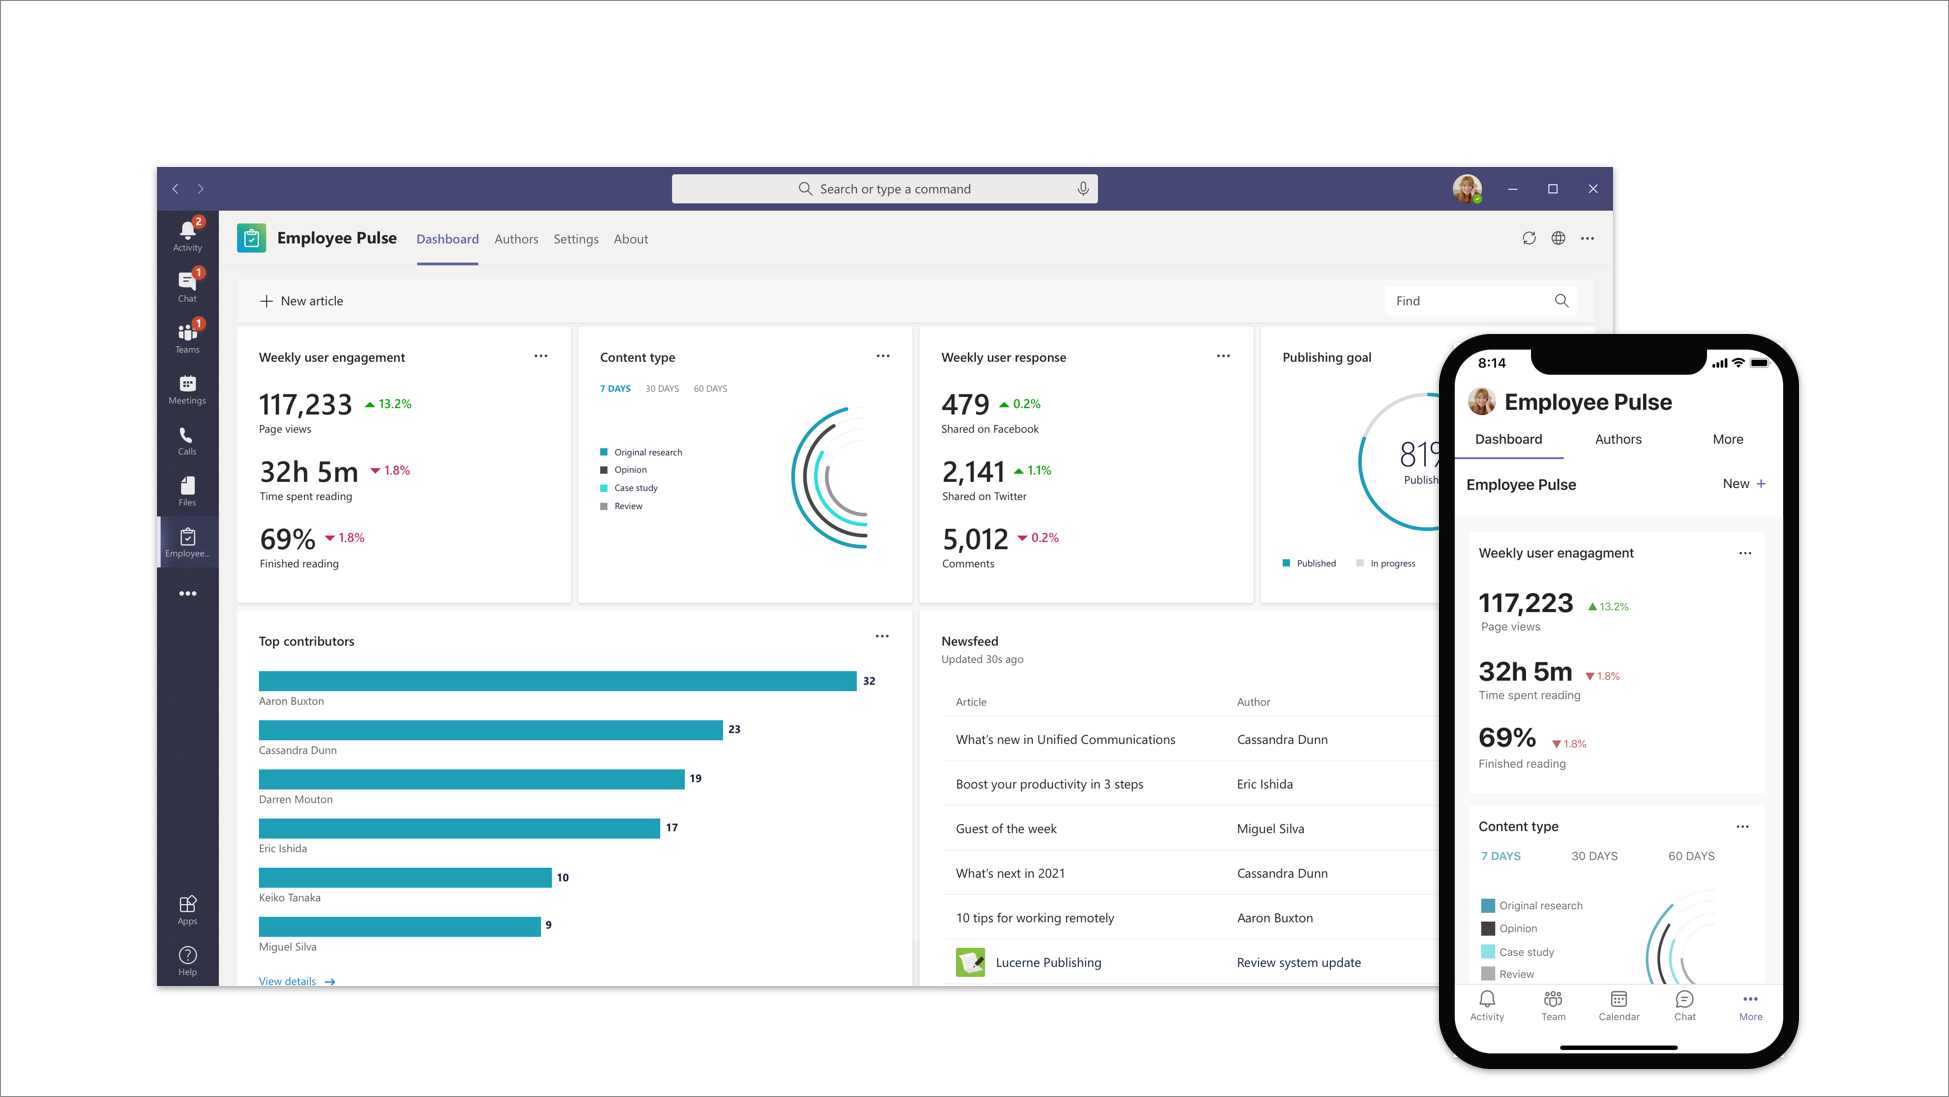 Search or type a command
2
Activity
1
Chat
1
Teams
Meetings
Calls
Files
Employee...
Apps
Help
Employee Pulse
Dashboard
Authors
Settings
About
New article
Find
Weekly user engagement
117,233 13.2%
Page views
32h 5m 1.8%
Time spent reading
69% 1.8%
Finished reading
Content type
7 DAYS 30 DAYS 60 DAYS
Original research
Opinion
Case study
Review
Weekly user response
479 0.2%
Shared on Facebook
2,141 1.1%
Shared on Twitter
5,012 0.2%
Comments
Publishing goal
81%
Publish
Published In progress
Top contributors
32
Aaron Buxton
23
Cassandra Dunn
19
Darren Mouton
17
Eric Ishida
10
Keiko Tanaka
9
Miguel Silva
View details
Newsfeed
Updated 30s ago
Article Author
What's new in Unified Communications Cassandra Dunn
Boost your productivity in 3 steps Eric Ishida
Guest of the week Miguel Silva
What's next in 2021 Cassandra Dunn
10 tips for working remotely Aaron Buxton
Lucerne Publishing Review system update
8:14
Employee Pulse
Dashboard Authors More
Employee Pulse New +
Weekly user enagagment
117,223 13.2%
Page views
32h 5m 1.8%
Time spent reading
69% 1.8%
Finished reading
Content type
7 DAYS 30 DAYS 60 DAYS
Original research
Opinion
Case study
Review
Activity Team Calendar Chat More